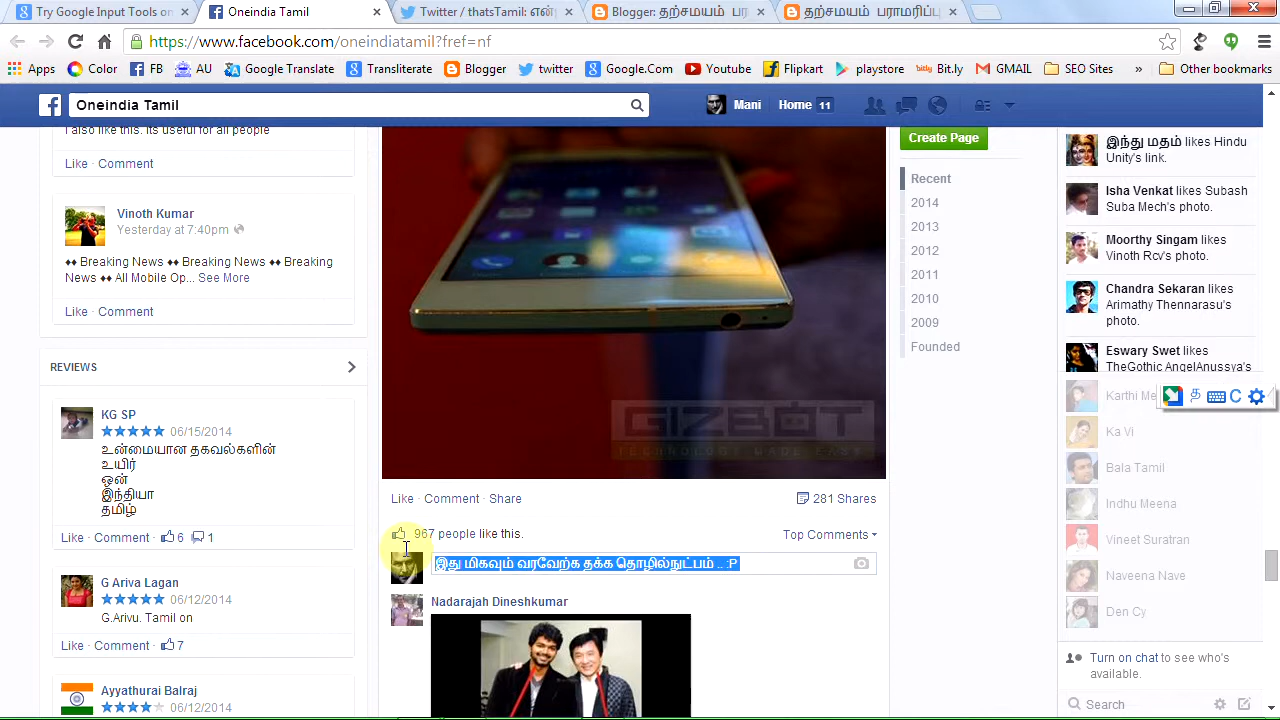 Try Google Input Tools on
Oneindia Tamil
Twitter / thatsTamil: என்
Blogger: தற்சமயம் பரா
தற்சமயம் பராமரிப்பு
https://www.facebook.com/oneindiatamil?fref=nf
Apps Color FB AU Google Translate Transliterate Blogger twitter Google.Com Youtube Flipkart playstore Bit.ly GMAIL SEO Sites » Other bookmarks
Oneindia Tamil
Mani Home 11
I also like this. Its useful for all people
Like · Comment
Vinoth Kumar
Yesterday at 7:40pm
♦♦ Breaking News ♦♦ Breaking News ♦♦ Breaking
News ♦♦ All Mobile Op... See More
Like · Comment
REVIEWS
KG SP
★★★★★ 06/15/2014
உன்மையான தகவல்களின்
உயிர்
ஒன்
இந்தியா
தமிழ்
Like · Comment · 6 1
G Ariva Lagan
★★★★★ 06/12/2014
G.Arivu. Tamil on
Like · Comment · 7
Ayyathurai Balraj
★★★★☆ 06/12/2014
GIZBOT
TECHNOLOGY MADE EASY
Like · Comment · Share
281 Shares
967 people like this.
Top Comments
இது மிகவும் வரவேற்க தக்க தொழில்நுட்பம் .. :P
Nadarajah Dineshkumar
Create Page
Recent
2014
2013
2012
2011
2010
2009
Founded
இந்து மதம் likes Hindu
Unity's link.
Isha Venkat likes Subash
Suba Mech's photo.
Moorthy Singam likes
Vinoth Rcv's photo.
Chandra Sekaran likes
Arimathy Thennarasu's
photo.
Eswary Swet likes
TheGothic AngelAnussya's
Karthi Me
த C
Ka Vi
Bala Tamil
Indhu Meena
Vineet Suratran
Naveena Nave
Den Cy
Turn on chat to see who's
available.
Search